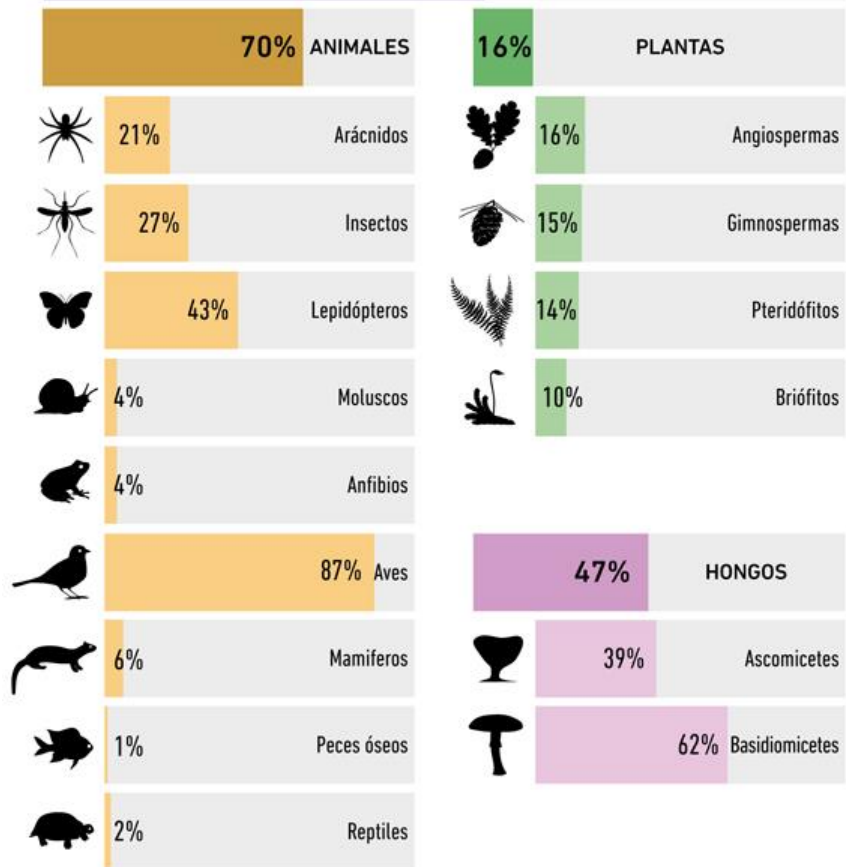 70% ANIMALES
21% Arácnidos
27% Insectos
43% Lepidópteros
4% Moluscos
4% Anfibios
87% Aves
6% Mamiferos
1% Peces óseos
2% Reptiles
16% PLANTAS
16% Angiospermas
15% Gimnospermas
14% Pteridófitos
10% Briófitos
47% HONGOS
39% Ascomicetes
62% Basidiomicetes